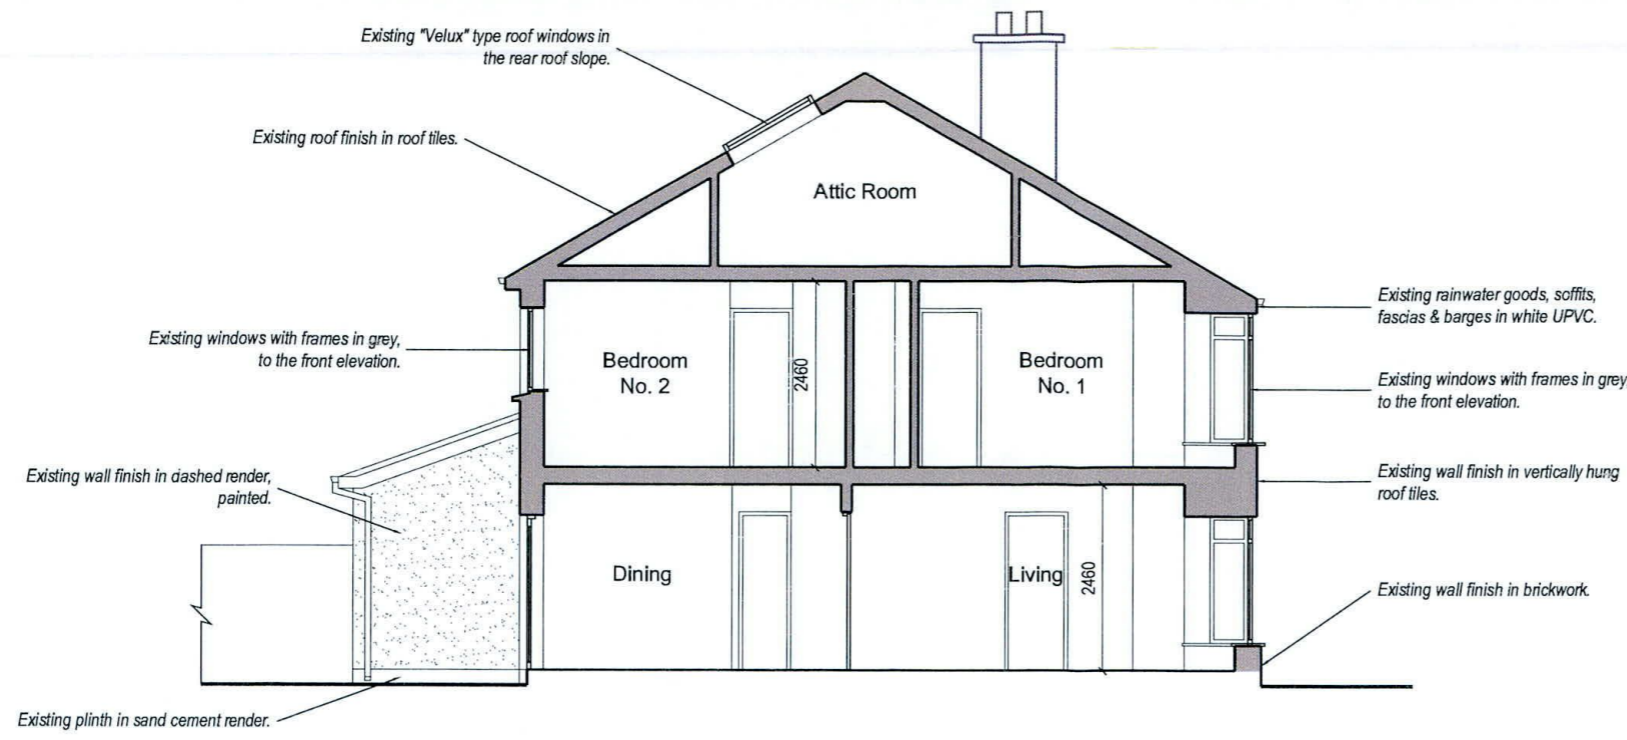 Existing "Velux" type roof windows in
the rear roof slope.
Existing roof finish in roof tiles.
Attic Room
Existing rainwater goods, soffits,
fascias & barges in white UPVC.
Existing windows with frames in grey,
to the front elevation.
Bedroom
No. 2
2460
Bedroom
No. 1
Existing windows with frames in grey,
to the front elevation.
Existing wall finish in dashed render,
painted.
Existing wall finish in vertically hung
roof tiles.
Dining
Living
2460
Existing wall finish in brickwork.
Existing plinth in sand cement render.